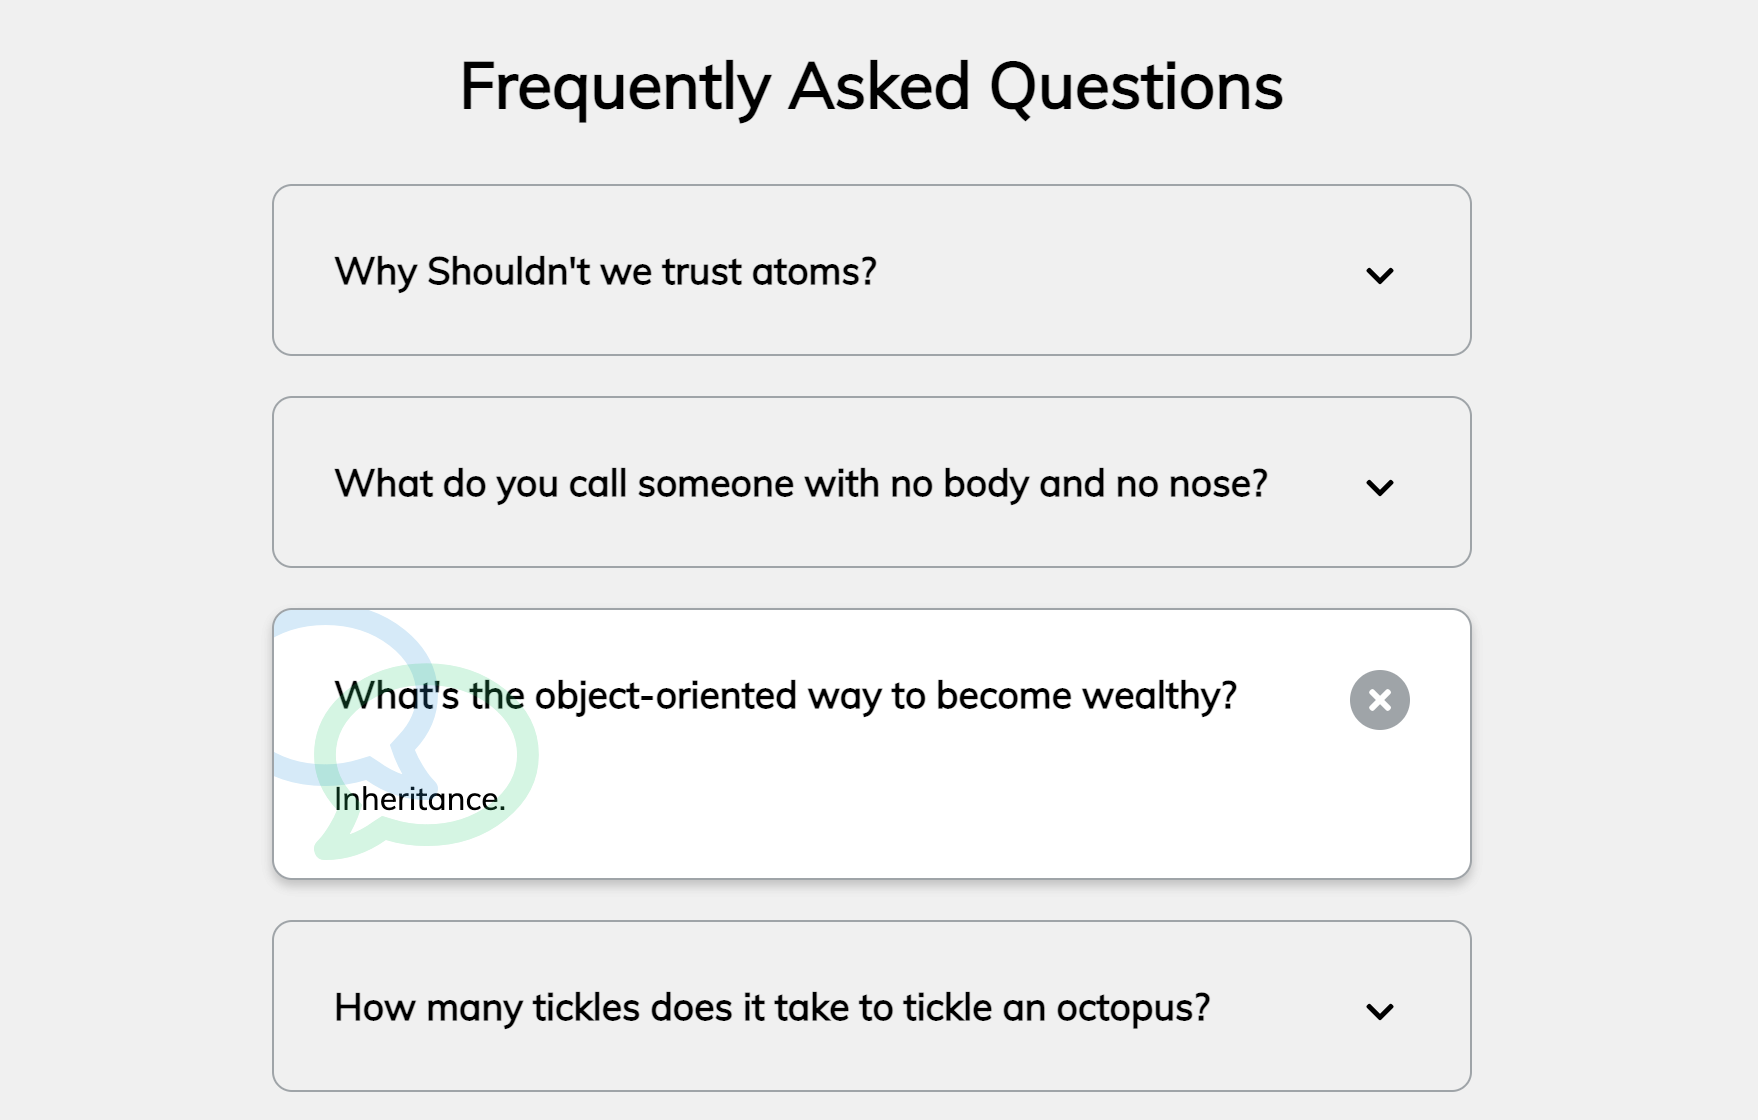 Frequently Asked Questions
Why Shouldn't we trust atoms?
What do you call someone with no body and no nose?
What's the object-oriented way to become wealthy?
Inheritance.
How many tickles does it take to tickle an octopus?